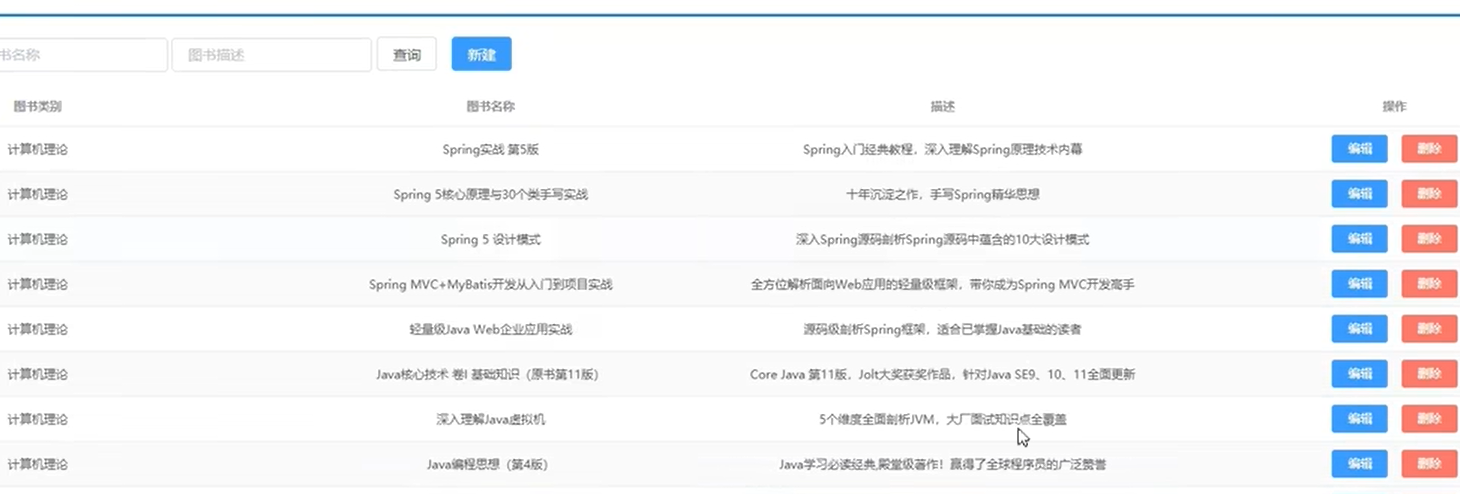 书名称 图书描述 查询 新建
图书类别 图书名称 描述 操作
计算机理论 Spring实战 第5版 Spring入门经典教程，深入理解Spring原理技术内幕 编辑 删除
计算机理论 Spring 5核心原理与30个类手写实战 十年沉淀之作，手写Spring精华思想 编辑 删除
计算机理论 Spring 5 设计模式 深入Spring源码剖析Spring源码中蕴含的10大设计模式 编辑 删除
计算机理论 Spring MVC+MyBatis开发从入门到项目实战 全方位解析面向Web应用的轻量级框架，带你成为Spring MVC开发高手 编辑 删除
计算机理论 轻量级Java Web企业应用实战 源码级剖析Spring框架，适合已掌握Java基础的读者 编辑 删除
计算机理论 Java核心技术 卷I 基础知识（原书第11版） Core Java 第11版，Jolt大奖获奖作品，针对Java SE9、10、11全面更新 编辑 删除
计算机理论 深入理解Java虚拟机 5个维度全面剖析JVM，大厂面试知识点全覆盖 编辑 删除
计算机理论 Java编程思想（第4版） Java学习必读经典,殿堂级著作！赢得了全球程序员的广泛赞誉 编辑 删除